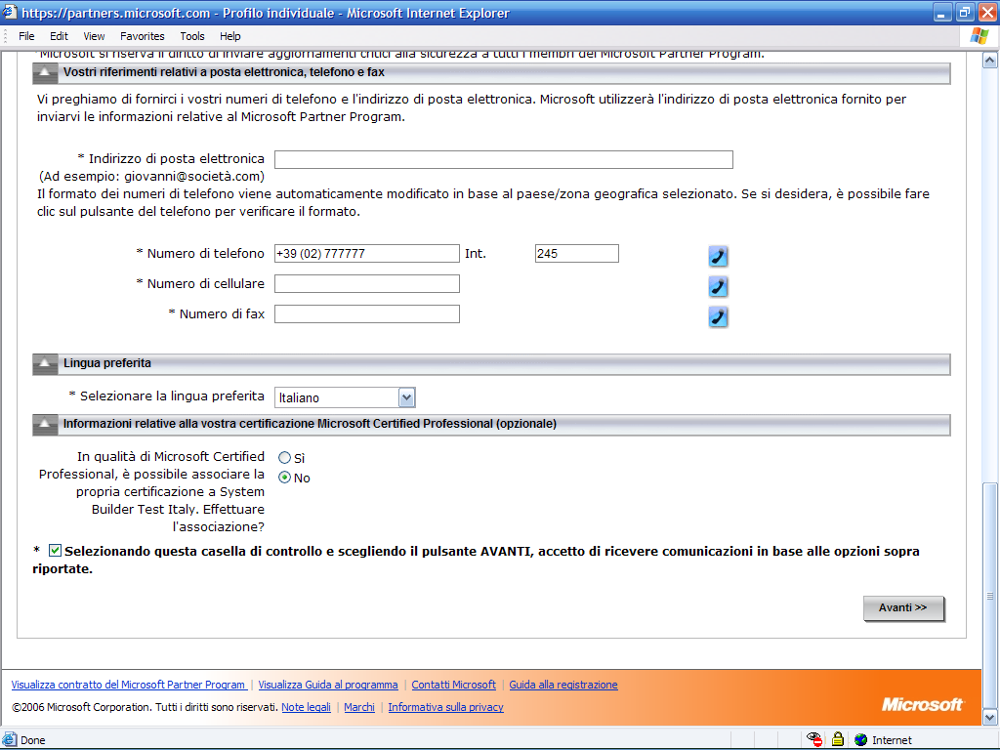 https://partners.microsoft.com - Profilo individuale - Microsoft Internet Explorer
File Edit View Favorites Tools Help
*Microsoft si riserva il diritto di inviare aggiornamenti critici alla sicurezza a tutti i membri del Microsoft Partner Program.
Vostri riferimenti relativi a posta elettronica, telefono e fax
Vi preghiamo di fornirci i vostri numeri di telefono e l'indirizzo di posta elettronica. Microsoft utilizzerà l'indirizzo di posta elettronica fornito per
inviarvi le informazioni relative al Microsoft Partner Program.
* Indirizzo di posta elettronica
(Ad esempio: giovanni@società.com)
Il formato dei numeri di telefono viene automaticamente modificato in base al paese/zona geografica selezionato. Se si desidera, è possibile fare
clic sul pulsante del telefono per verificare il formato.
* Numero di telefono +39 (02) 777777 Int. 245
* Numero di cellulare
* Numero di fax
Lingua preferita
* Selezionare la lingua preferita Italiano
Informazioni relative alla vostra certificazione Microsoft Certified Professional (opzionale)
In qualità di Microsoft Certified Sì
Professional, è possibile associare la No
propria certificazione a System
Builder Test Italy. Effettuare
l'associazione?
* Selezionando questa casella di controllo e scegliendo il pulsante AVANTI, accetto di ricevere comunicazioni in base alle opzioni sopra
riportate.
Avanti >>
Visualizza contratto del Microsoft Partner Program | Visualizza Guida al programma | Contatti Microsoft | Guida alla registrazione
©2006 Microsoft Corporation. Tutti i diritti sono riservati. Note legali | Marchi | Informativa sulla privacy
Microsoft
Done Internet